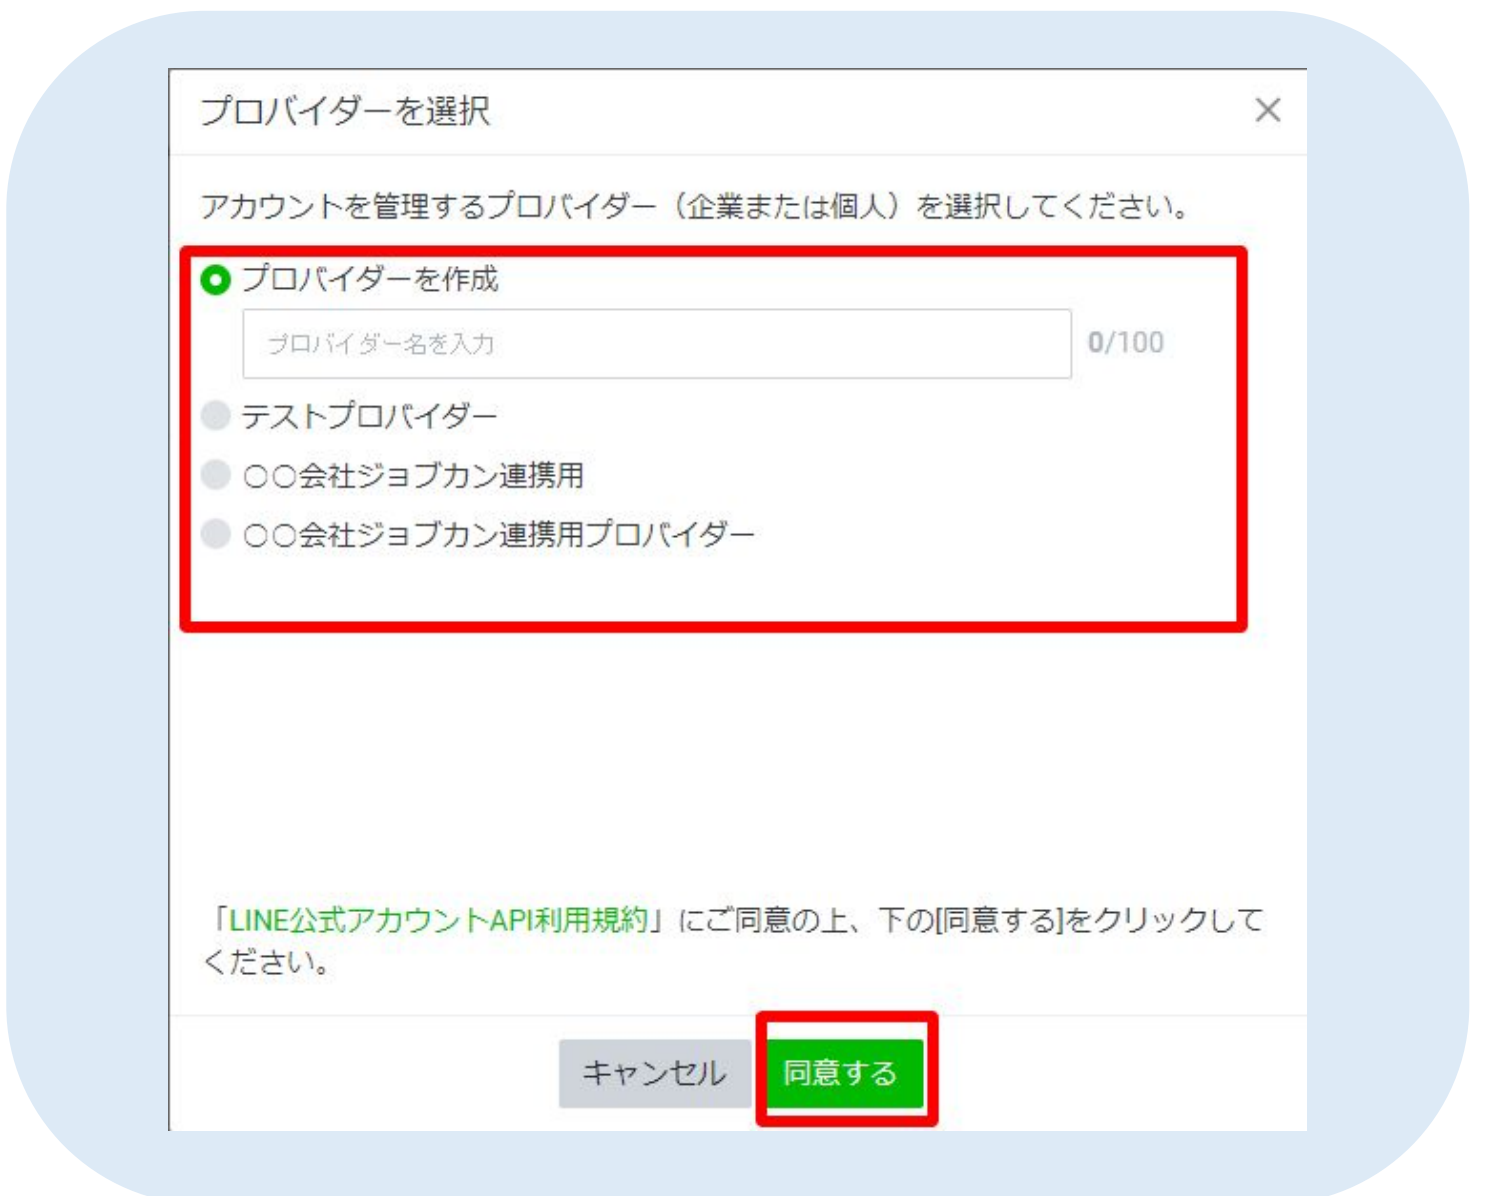 プロバイダーを選択
アカウントを管理するプロバイダー（企業または個人）を選択してください。
プロバイダーを作成
プロバイダー名を入力
0/100
テストプロバイダー
○○会社ジョブカン連携用
○○会社ジョブカン連携用プロバイダー
「LINE公式アカウントAPI利用規約」にご同意の上、下の[同意する]をクリックして
ください。
キャンセル
同意する